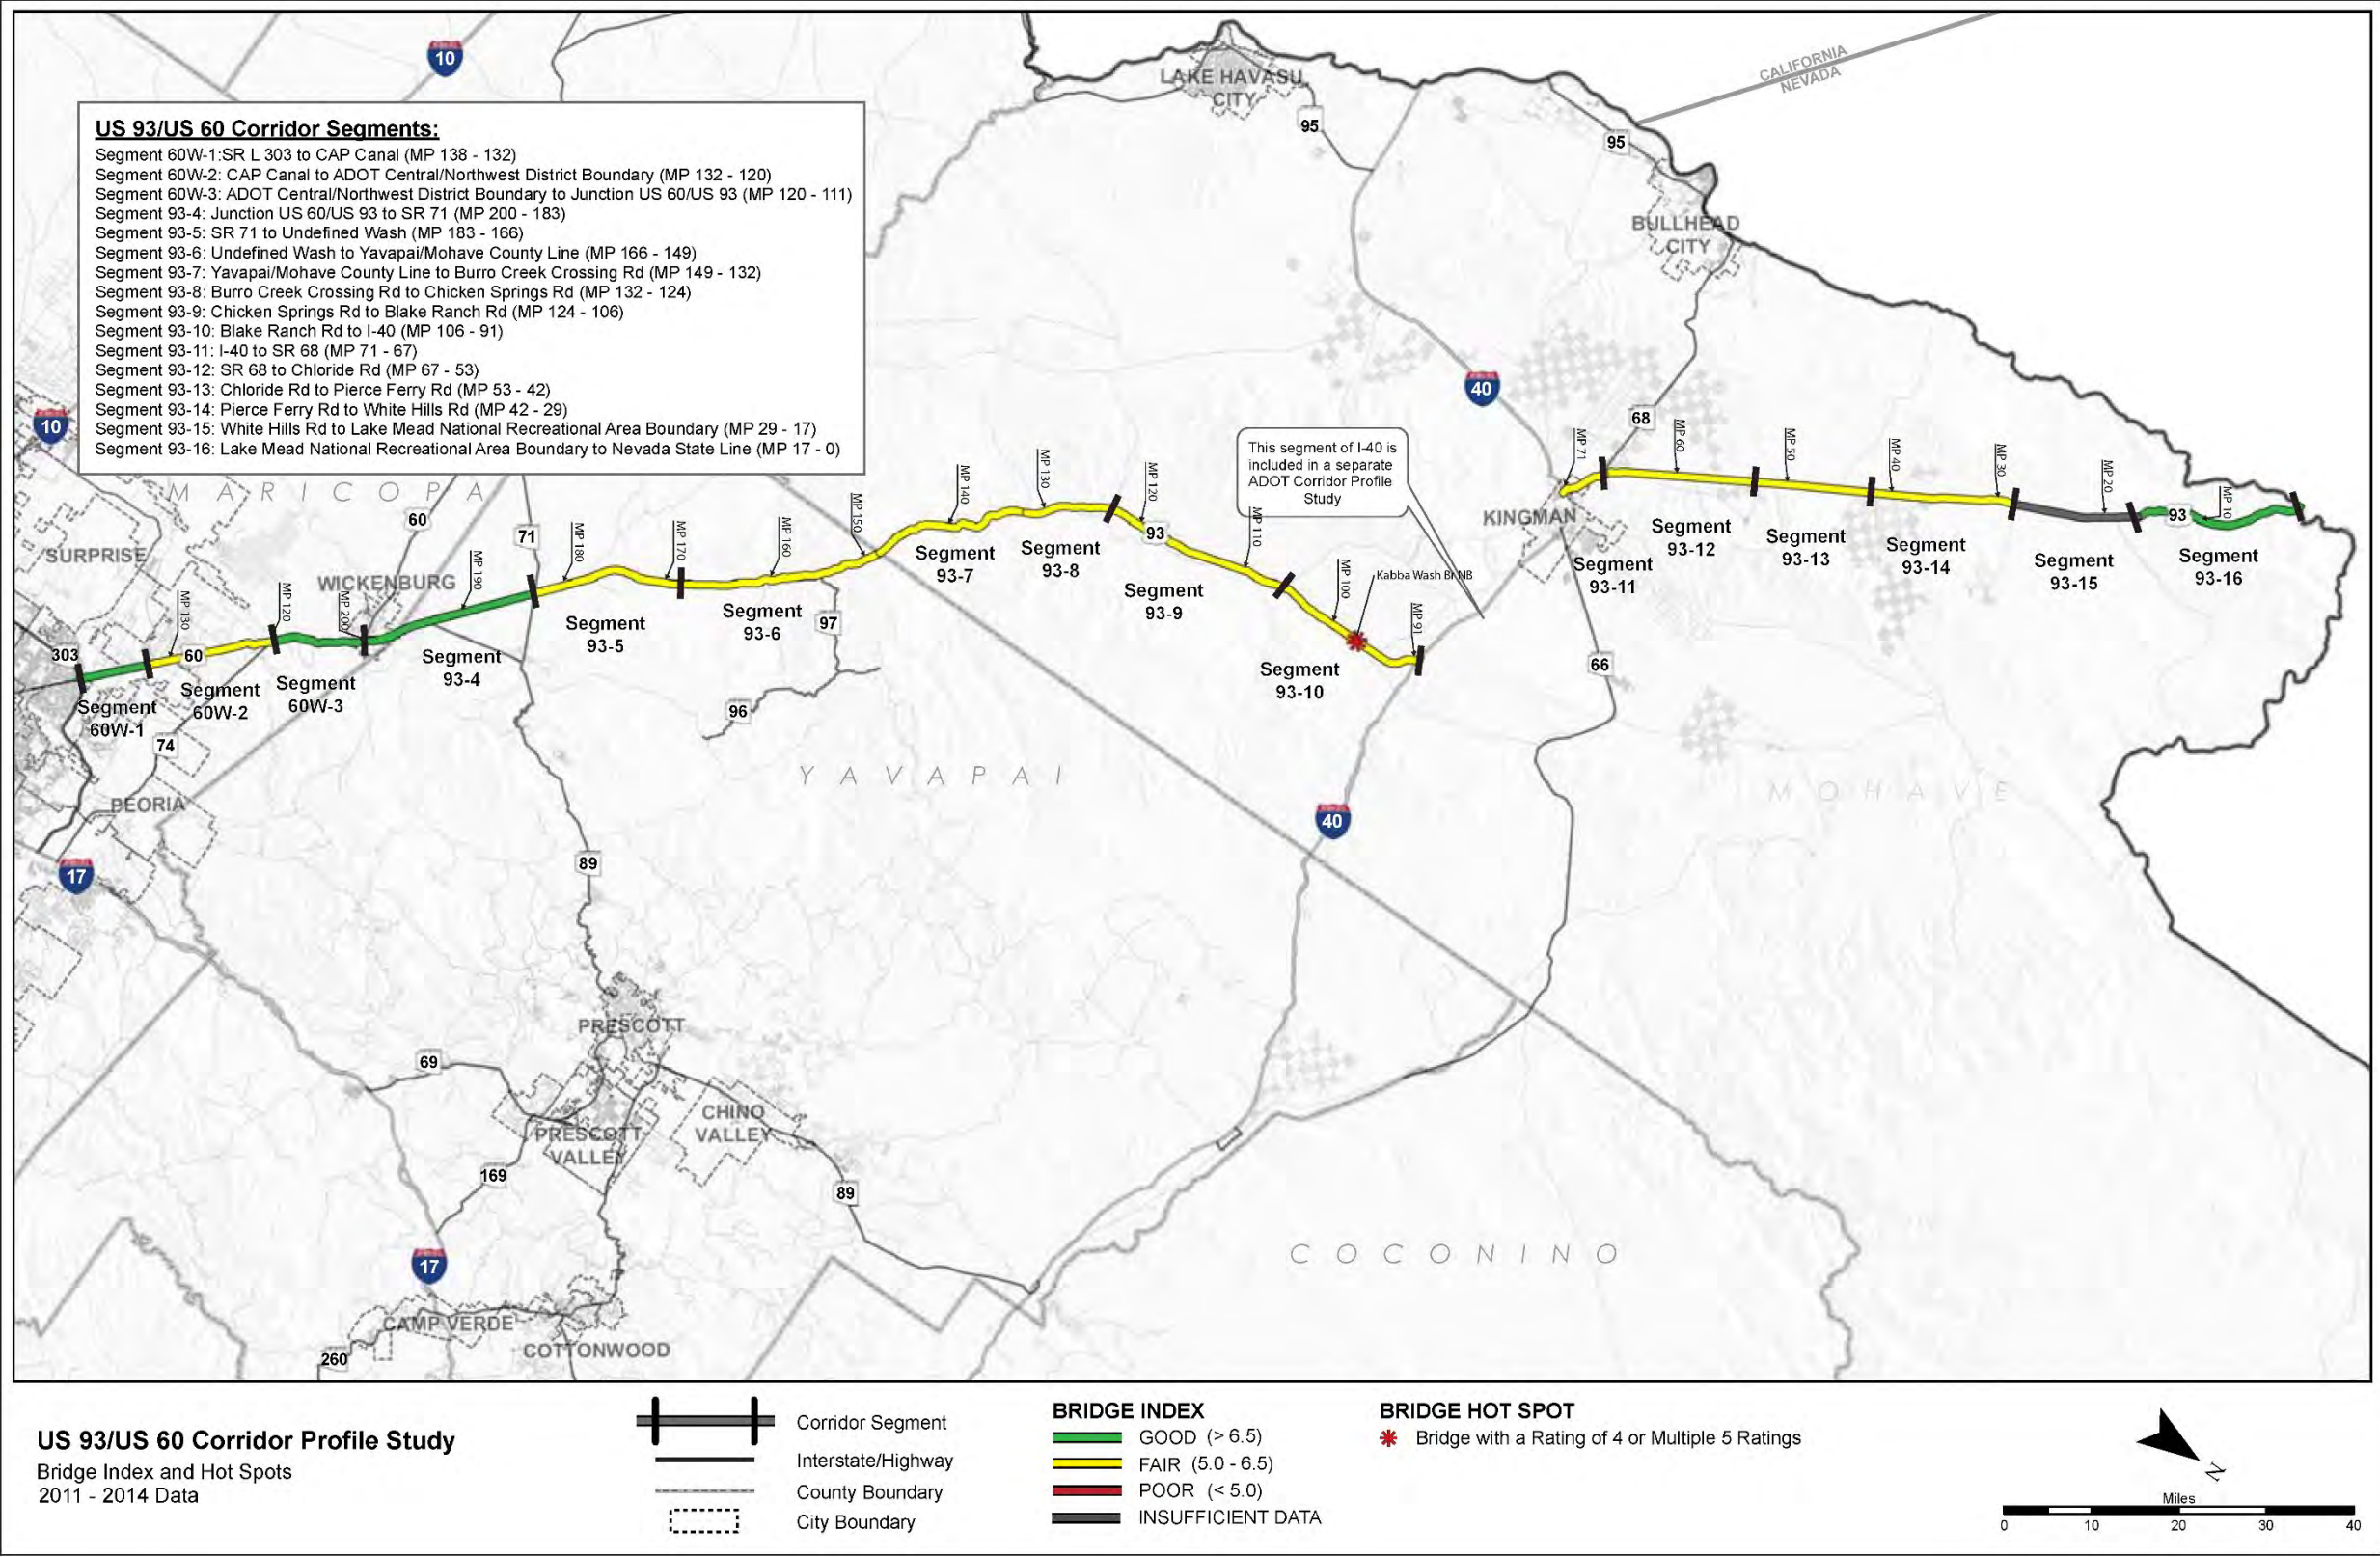 10
LAKE HAVASU
CITY
95
CALIFORNIA
NEVADA
95
BULLHEAD
CITY
US 93/US 60 Corridor Segments:
Segment 60W-1:SR L 303 to CAP Canal (MP 138 - 132)
Segment 60W-2: CAP Canal to ADOT Central/Northwest District Boundary (MP 132 - 120)
Segment 60W-3: ADOT Central/Northwest District Boundary to Junction US 60/US 93 (MP 120 - 111)
Segment 93-4: Junction US 60/US 93 to SR 71 (MP 200 - 183)
Segment 93-5: SR 71 to Undefined Wash (MP 183 - 166)
Segment 93-6: Undefined Wash to Yavapai/Mohave County Line (MP 166 - 149)
Segment 93-7: Yavapai/Mohave County Line to Burro Creek Crossing Rd (MP 149 - 132)
Segment 93-8: Burro Creek Crossing Rd to Chicken Springs Rd (MP 132 - 124)
Segment 93-9: Chicken Springs Rd to Blake Ranch Rd (MP 124 - 106)
Segment 93-10: Blake Ranch Rd to I-40 (MP 106 - 91)
Segment 93-11: I-40 to SR 68 (MP 71 - 67)
Segment 93-12: SR 68 to Chloride Rd (MP 67 - 53)
Segment 93-13: Chloride Rd to Pierce Ferry Rd (MP 53 - 42)
Segment 93-14: Pierce Ferry Rd to White Hills Rd (MP 42 - 29)
Segment 93-15: White Hills Rd to Lake Mead National Recreational Area Boundary (MP 29 - 17)
Segment 93-16: Lake Mead National Recreational Area Boundary to Nevada State Line (MP 17 - 0)
10
40
68
This segment of I-40 is
included in a separate
ADOT Corridor Profile
Study
MARICOPA
60
71
SURPRISE
WICKENBURG
KINGMAN
MP 130
MP 120
MP 200
MP 190
MP 180
MP 170
MP 160
MP 150
MP 140
MP 130
MP 120
MP 110
MP 100
MP 91
MP 71
MP 60
MP 50
MP 40
MP 30
MP 20
MP 10
93
93
Kabba Wash Br NB
303
60
97
96
66
74
Segment
60W-1
Segment
60W-2
Segment
60W-3
Segment
93-4
Segment
93-5
Segment
93-6
Segment
93-7
Segment
93-8
Segment
93-9
Segment
93-10
Segment
93-11
Segment
93-12
Segment
93-13
Segment
93-14
Segment
93-15
Segment
93-16
YAVAPAI
MOHAVE
PEORIA
40
17
89
PRESCOTT
69
CHINO
VALLEY
PRESCOTT
VALLEY
169
89
17
COCONINO
CAMP VERDE
COTTONWOOD
260
US 93/US 60 Corridor Profile Study
Bridge Index and Hot Spots
2011 - 2014 Data
Corridor Segment
Interstate/Highway
County Boundary
City Boundary
BRIDGE INDEX
GOOD (> 6.5)
FAIR (5.0 - 6.5)
POOR (< 5.0)
INSUFFICIENT DATA
BRIDGE HOT SPOT
Bridge with a Rating of 4 or Multiple 5 Ratings
N
Miles
0 10 20 30 40